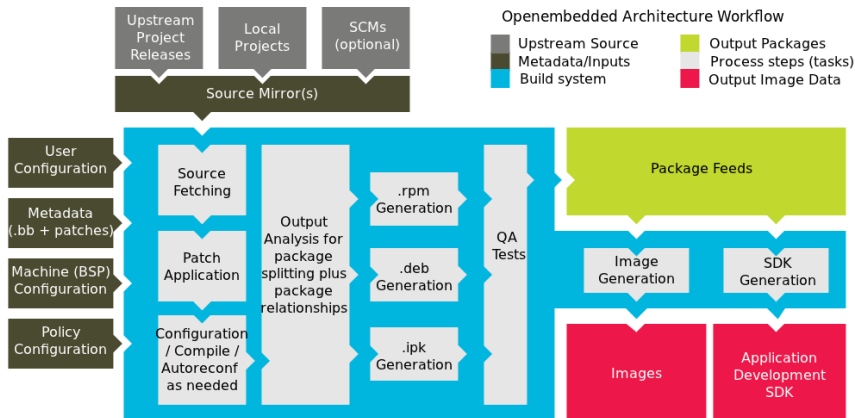 Openembedded Architecture Workflow
Upstream
Project
Releases
Local
Projects
SCMs
(optional)
Upstream Source
Metadata/Inputs
Build system
Output Packages
Process steps (tasks)
Output Image Data
Source Mirror(s)
User
Configuration
Metadata
(.bb + patches)
Machine (BSP)
Configuration
Policy
Configuration
Source
Fetching
Patch
Application
Configuration
/ Compile /
Autoreconf
as needed
Output
Analysis for
package
splitting plus
package
relationships
.rpm
Generation
.deb
Generation
.ipk
Generation
QA
Tests
Package Feeds
Image
Generation
SDK
Generation
Images
Application
Development
SDK